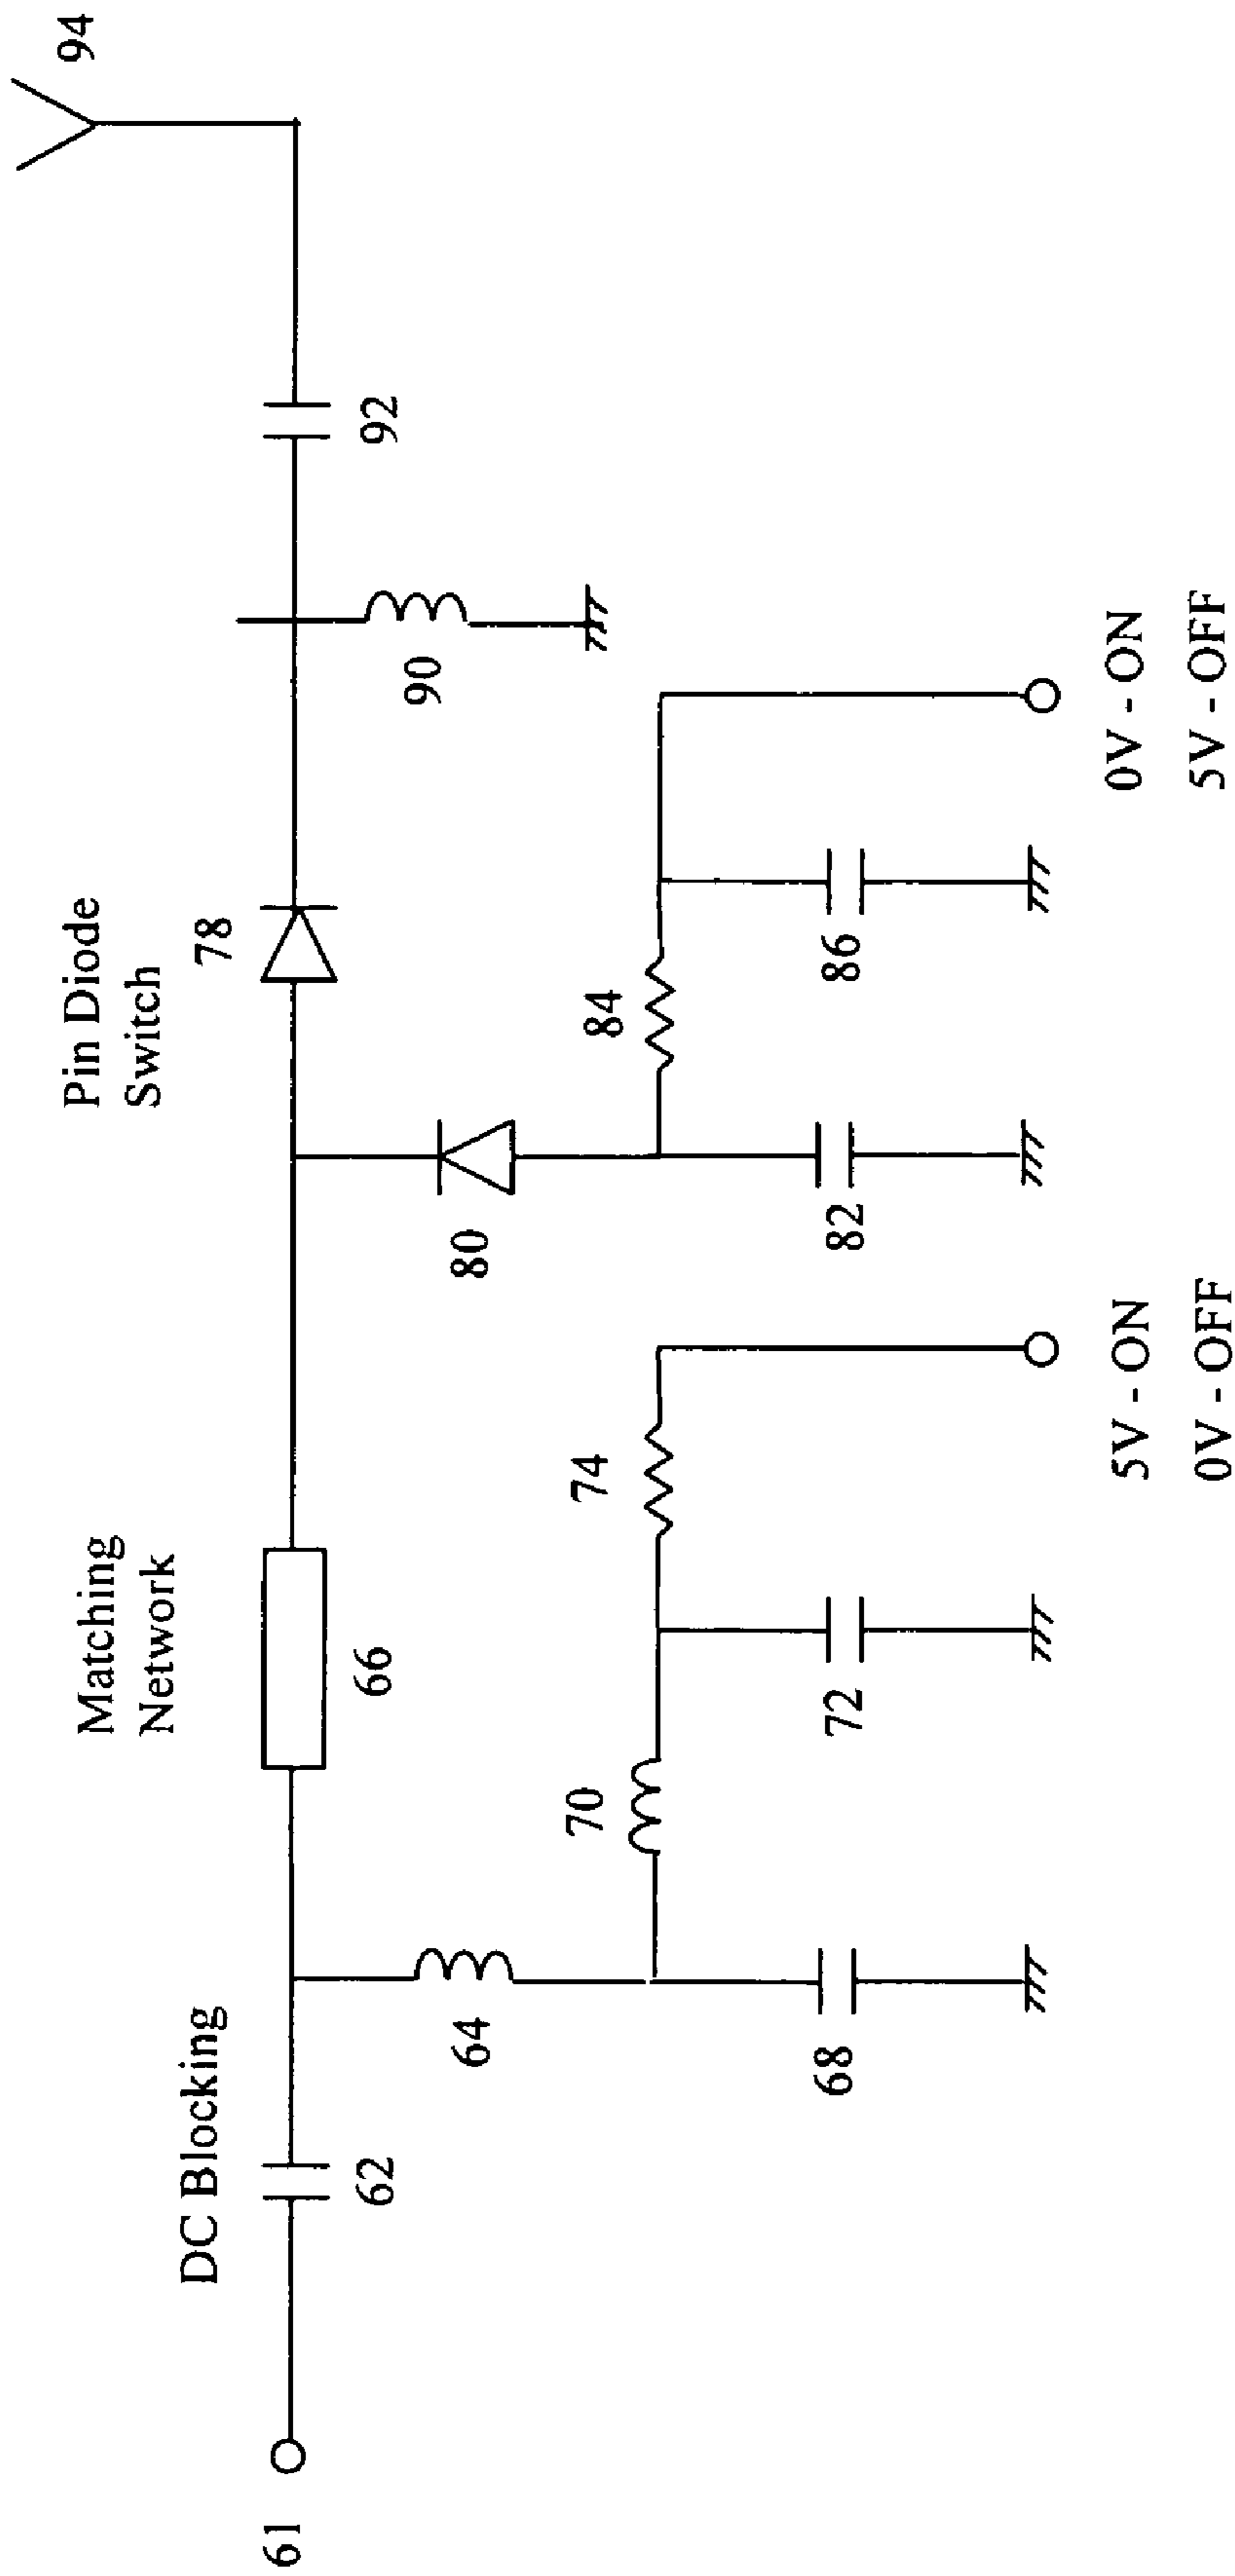 61
DC Blocking
62
64
68
Matching
Network
66
70
72
74
5V - ON
0V - OFF
Pin Diode
Switch
78
80
82
84
86
0V - ON
5V - OFF
90
92
94